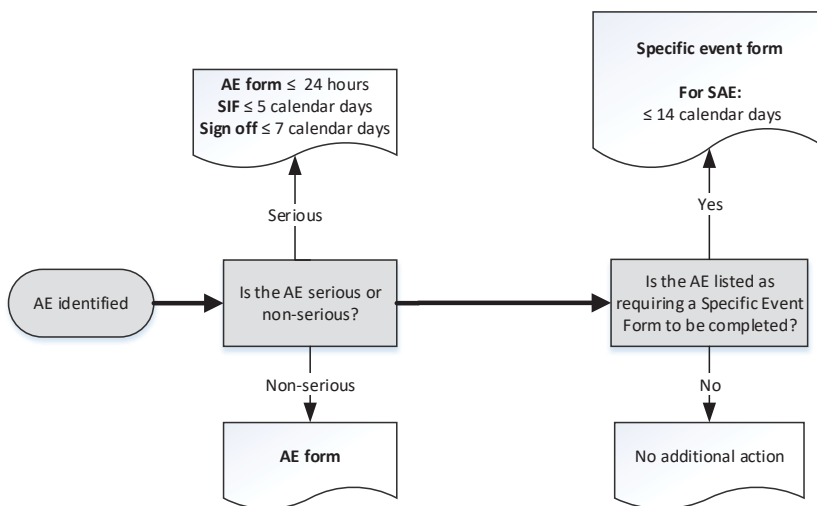 AE form ≤ 24 hours
SIF ≤ 5 calendar days
Sign off ≤ 7 calendar days
Specific event form
For SAE:
≤ 14 calendar days
Serious
Yes
AE identified
Is the AE serious or
non-serious?
Is the AE listed as
requiring a Specific Event
Form to be completed?
Non-serious
No
AE form
No additional action